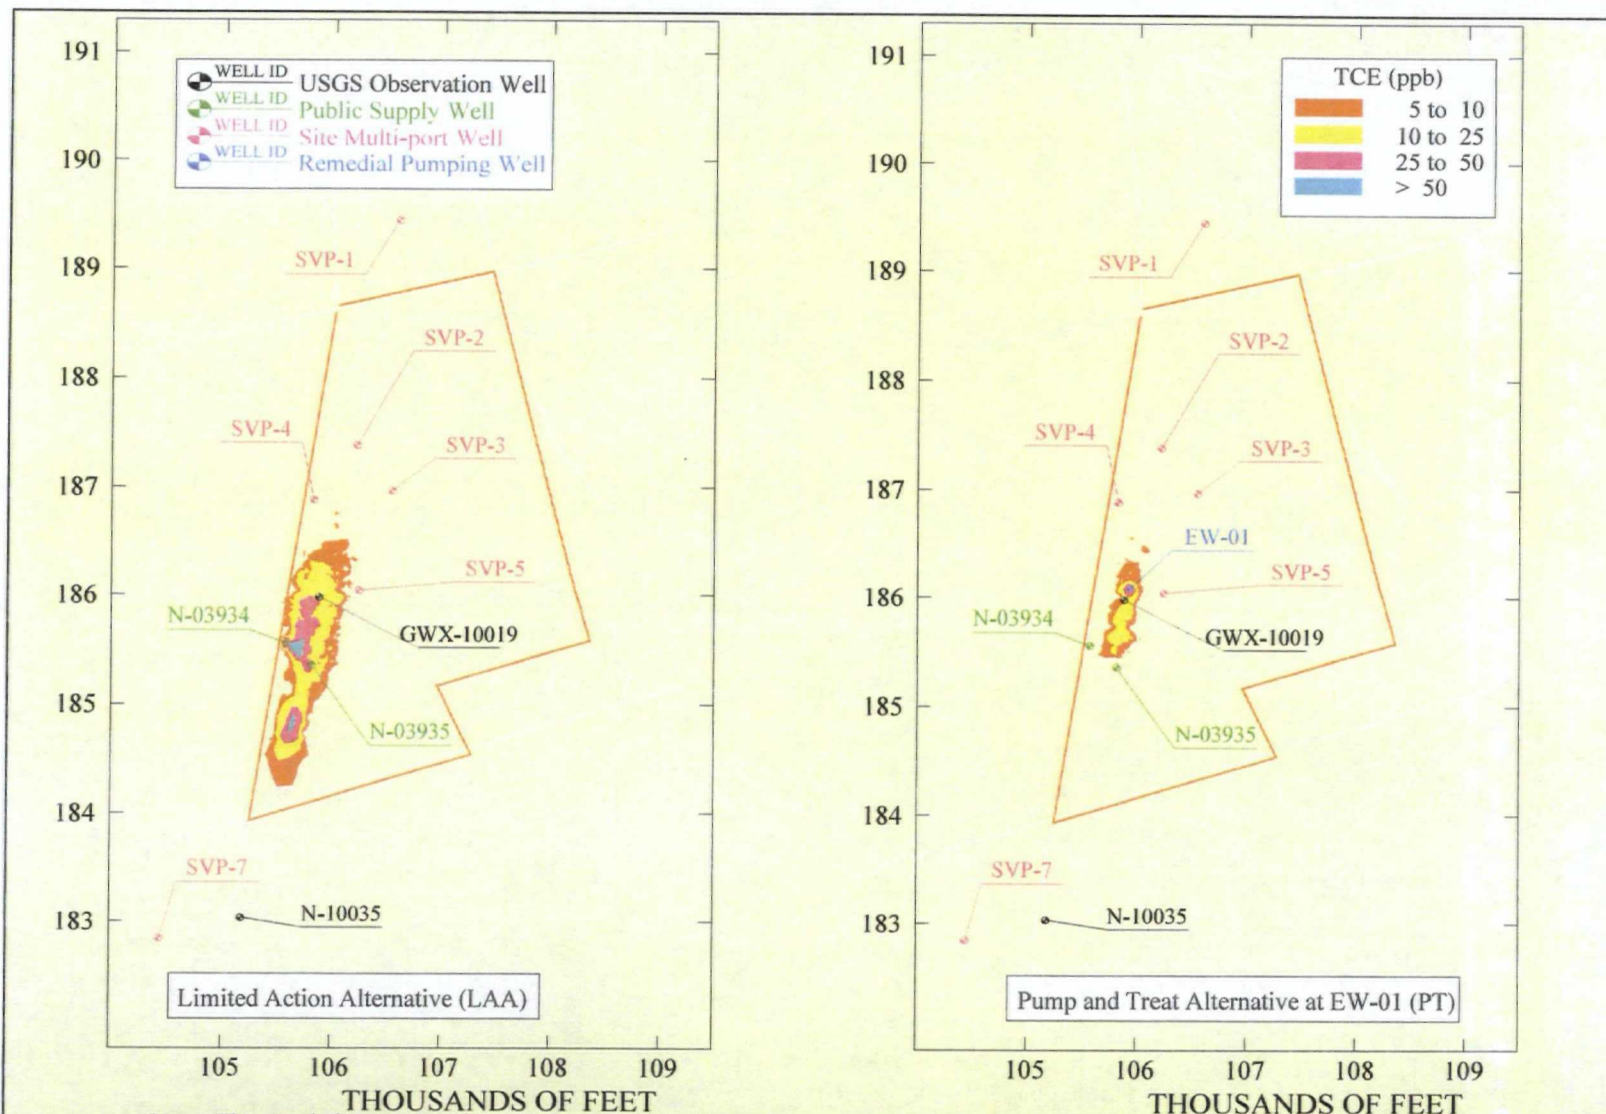 191
190
189
188
187
186
185
184
183
WELL ID USGS Observation Well
WELL ID Public Supply Well
WELL ID Site Multi-port Well
WELL ID Remedial Pumping Well
SVP-1
SVP-2
SVP-4
SVP-3
SVP-5
N-03934
GWX-10019
N-03935
SVP-7
N-10035
Limited Action Alternative (LAA)
105 106 107 108 109
THOUSANDS OF FEET
191
190
189
188
187
186
185
184
183
TCE (ppb)
5 to 10
10 to 25
25 to 50
> 50
SVP-1
SVP-2
SVP-4
SVP-3
EW-01
SVP-5
N-03934
GWX-10019
N-03935
SVP-7
N-10035
Pump and Treat Alternative at EW-01 (PT)
105 106 107 108 109
THOUSANDS OF FEET